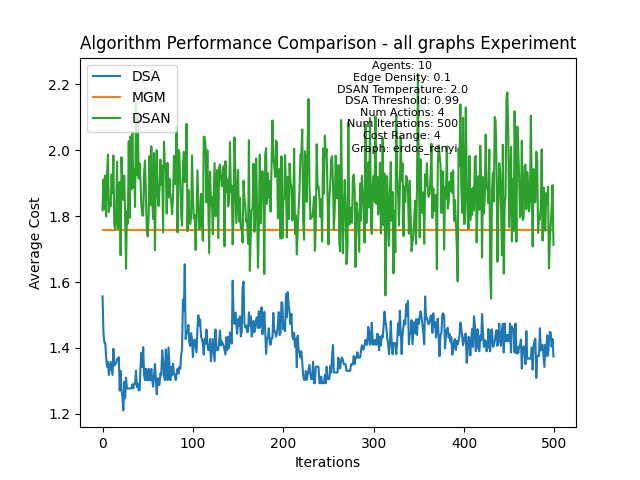 Algorithm Performance Comparison - all graphs Experiment
DSA
MGM
DSAN
Agents: 10
Edge Density: 0.1
DSAN Temperature: 2.0
DSA Threshold: 0.99
Num Actions: 4
Num Iterations: 500
Cost Range: 4
Graph: erdos_renyi
Average Cost
2.2
2.0
1.8
1.6
1.4
1.2
0
100
200
300
400
500
Iterations